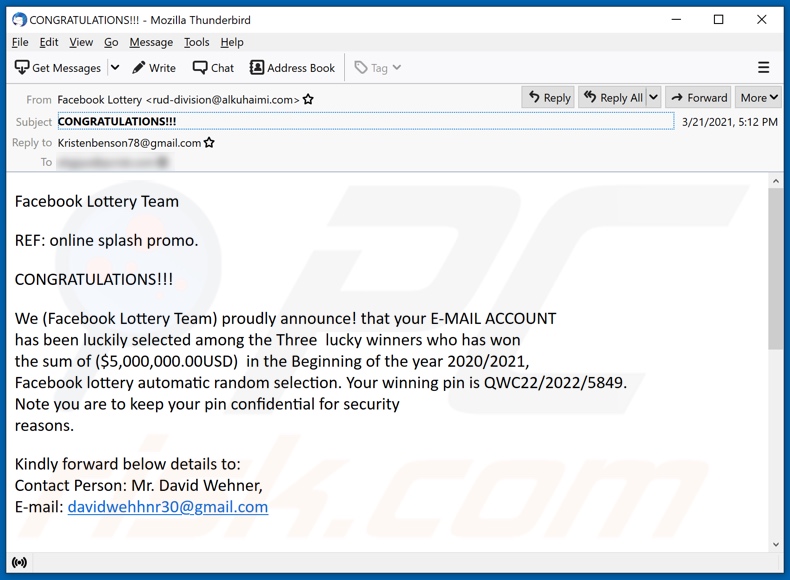 CONGRATULATIONS!!! - Mozilla Thunderbird
File Edit View Go Message Tools Help
Get Messages Write Chat Address Book Tag
From Facebook Lottery <rud-division@alkuhaimi.com> Reply Reply All Forward More
Subject CONGRATULATIONS!!! 3/21/2021, 5:12 PM
Reply to Kristenbenson78@gmail.com
To
Facebook Lottery Team
REF: online splash promo.
CONGRATULATIONS!!!
We (Facebook Lottery Team) proudly announce! that your E-MAIL ACCOUNT
has been luckily selected among the Three lucky winners who has won
the sum of ($5,000,000.00USD) in the Beginning of the year 2020/2021,
Facebook lottery automatic random selection. Your winning pin is QWC22/2022/5849.
Note you are to keep your pin confidential for security
reasons.
Kindly forward below details to:
Contact Person: Mr. David Wehner,
E-mail: davidwehhnr30@gmail.com
PC
risk.com